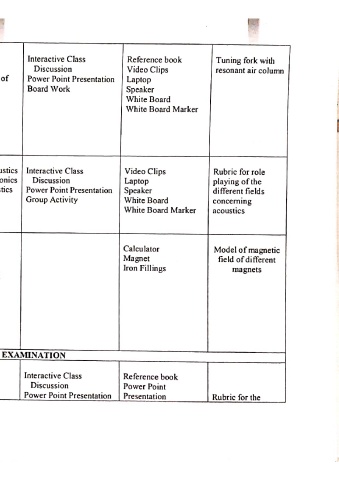 of
Interactive Class
Discussion
Power Point Presentation
Board Work
Reference book
Video Clips
Laptop
Speaker
White Board
White Board Marker
Tuning fork with
resonant air column
ustics
onics
tics
Interactive Class
Discussion
Power Point Presentation
Group Activity
Video Clips
Laptop
Speaker
White Board
White Board Marker
Rubric for role
playing of the
different fields
concerning
acoustics
Calculator
Magnet
Iron Fillings
Model of magnetic
field of different
magnets
EXAMINATION
Interactive Class
Discussion
Power Point Presentation
Reference book
Power Point
Presentation
Rubric for the